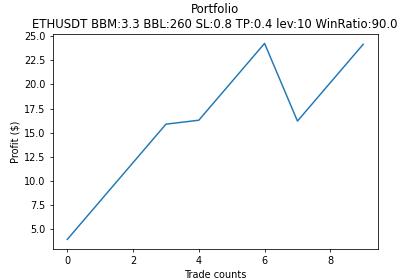 Portfolio
ETHUSDT BBM:3.3 BBL:260 SL:0.8 TP:0.4 lev:10 WinRatio:90.0
25.0
22.5
20.0
17.5
15.0
12.5
10.0
7.5
5.0
Profit ($)
0 2 4 6 8
Trade counts